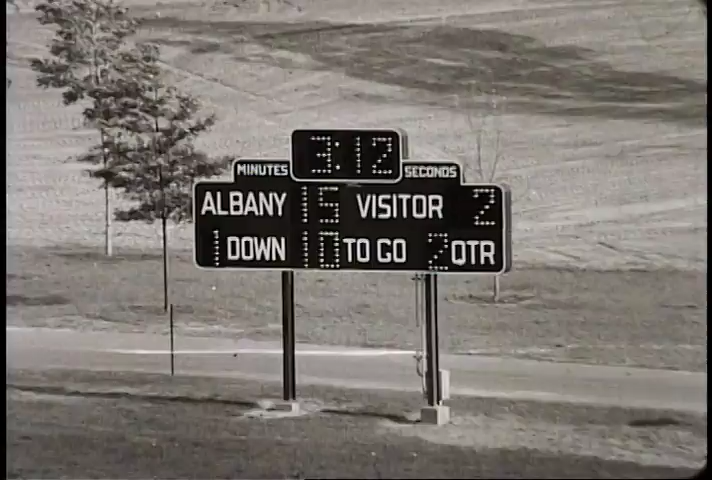 3:12
MINUTES SECONDS
ALBANY 15 VISITOR 2
1 DOWN 10 TO GO 2 QTR